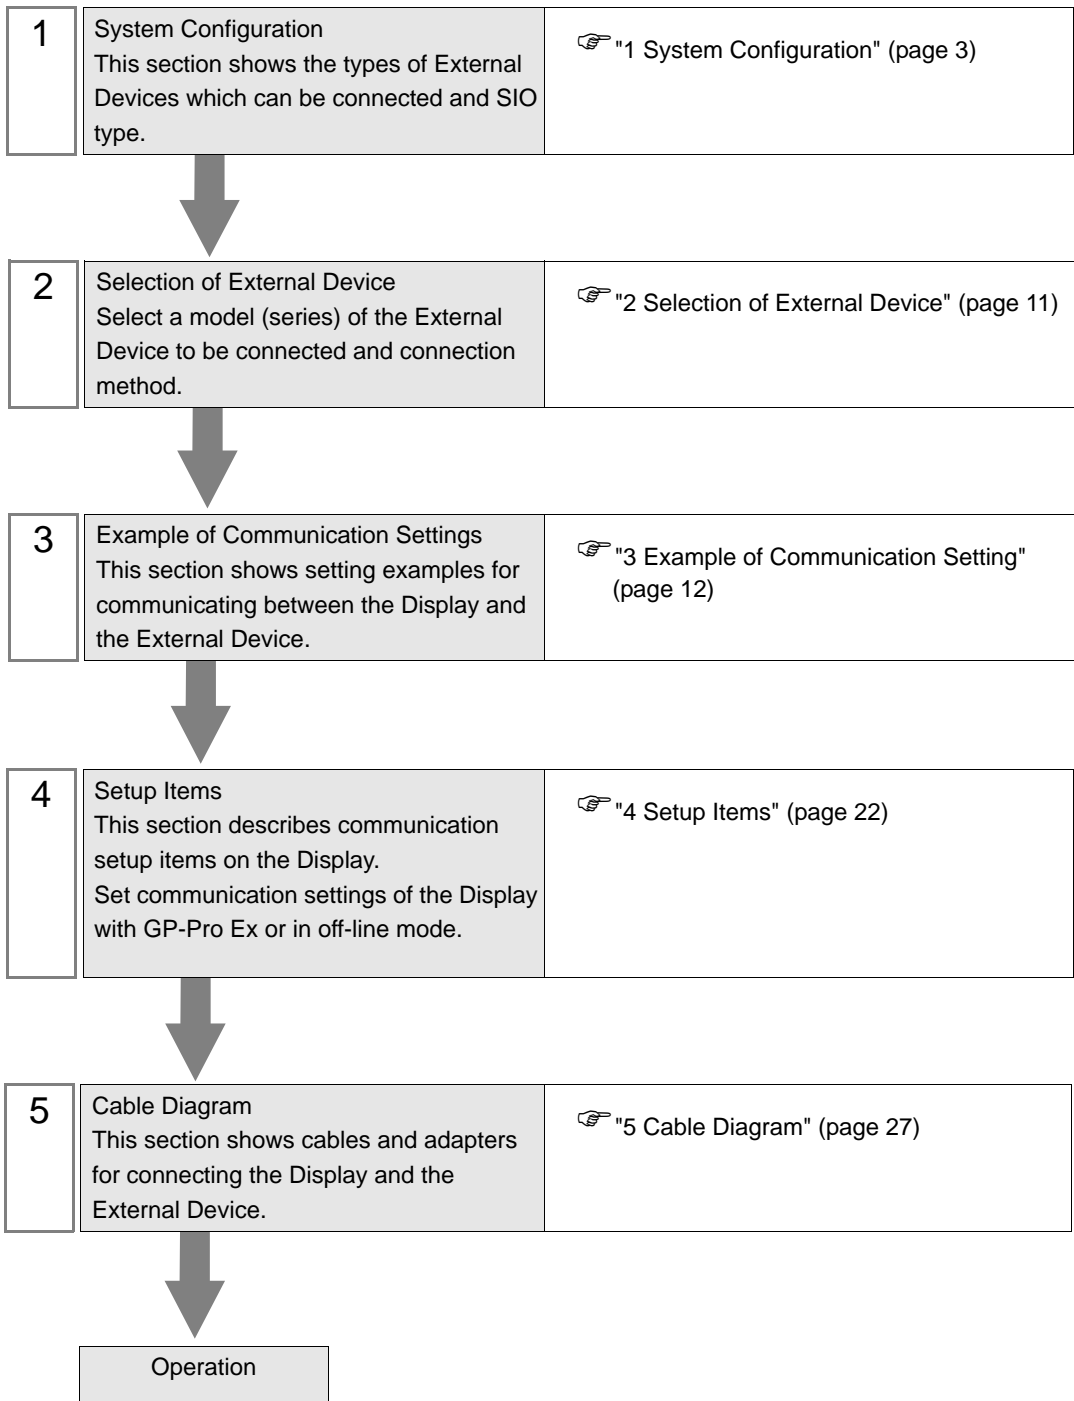 1
System Configuration
This section shows the types of External
Devices which can be connected and SIO
type.
"1 System Configuration" (page 3)
2
Selection of External Device
Select a model (series) of the External
Device to be connected and connection
method.
"2 Selection of External Device" (page 11)
3
Example of Communication Settings
This section shows setting examples for
communicating between the Display and
the External Device.
"3 Example of Communication Setting"
(page 12)
4
Setup Items
This section describes communication
setup items on the Display.
Set communication settings of the Display
with GP-Pro Ex or in off-line mode.
"4 Setup Items" (page 22)
5
Cable Diagram
This section shows cables and adapters
for connecting the Display and the
External Device.
"5 Cable Diagram" (page 27)
Operation